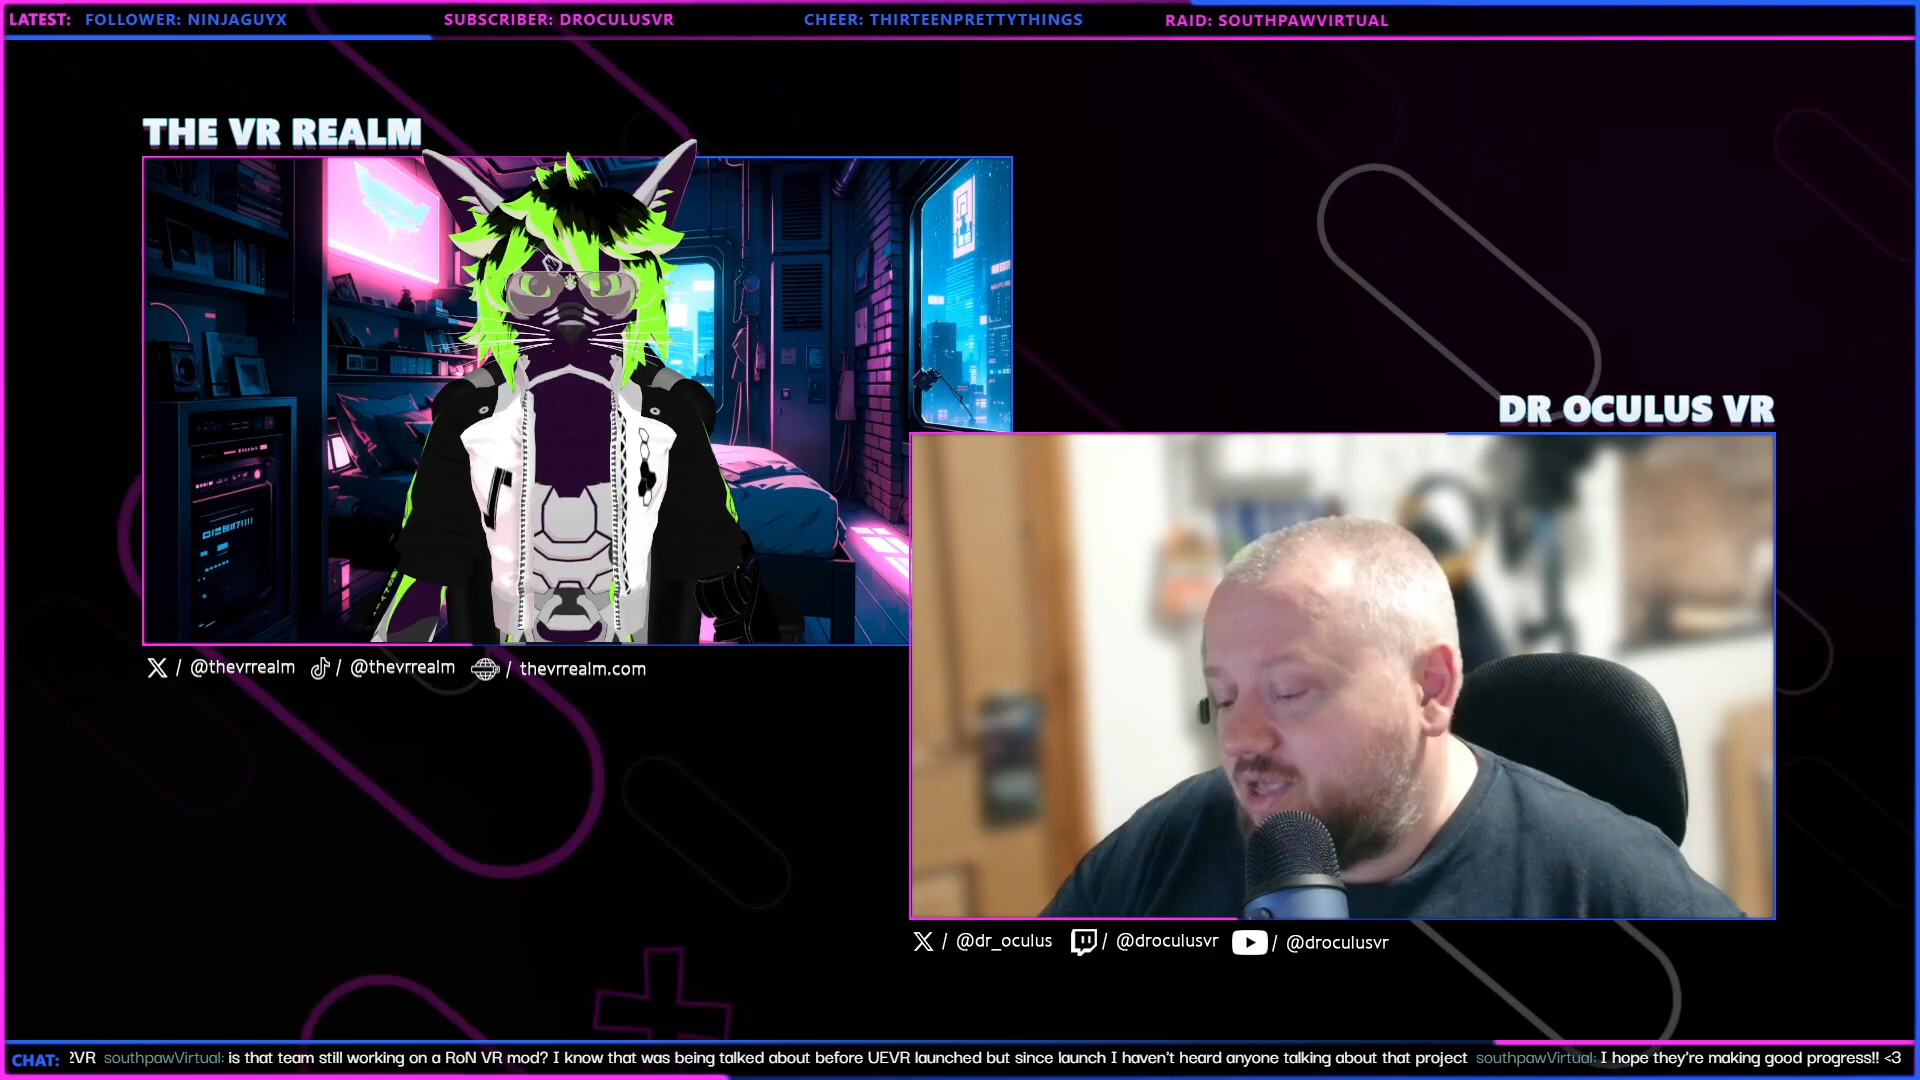 LATEST: FOLLOWER: NINJAGUYX SUBSCRIBER: DROCULUSVR CHEER: THIRTEENPRETTYTHINGS RAID: SOUTHPAWVIRTUAL
THE VR REALM
DR OCULUS VR
/ @thevrrealm / @thevrrealm / thevrrealm.com
/ @dr_oculus / @droculusvr / @droculusvr
CHAT: ?VR southpawVirtual: is that team still working on a RoN VR mod? I know that was being talked about before UEVR launched but since launch I haven't heard anyone talking about that project southpawVirtual: I hope they're making good progress!! <3